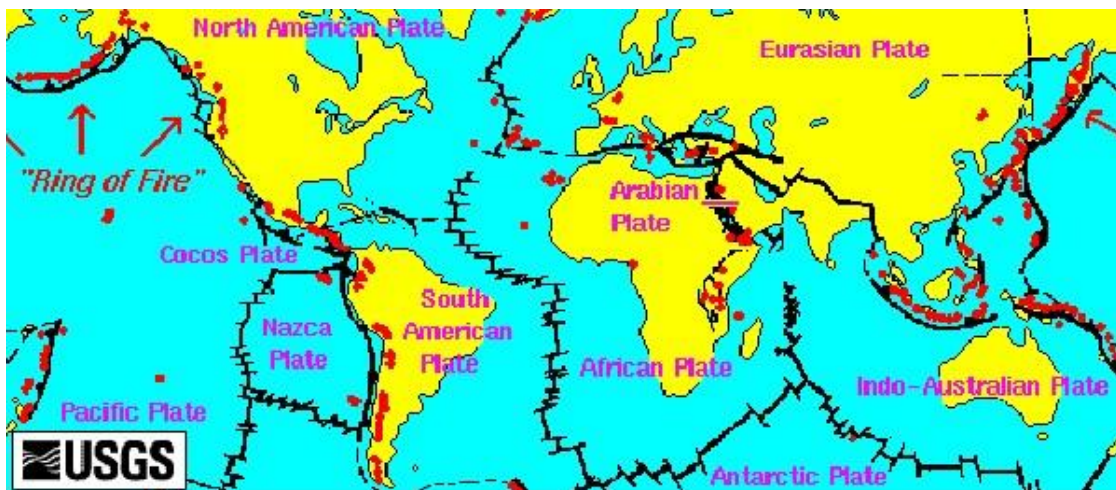 North American Plate
Eurasian Plate
"Ring of Fire"
Arabian
Plate
Cocos Plate
South
American
Plate
Nazca
Plate
African Plate
Indo-Australian Plate
Pacific Plate
USGS
Antarctic Plate